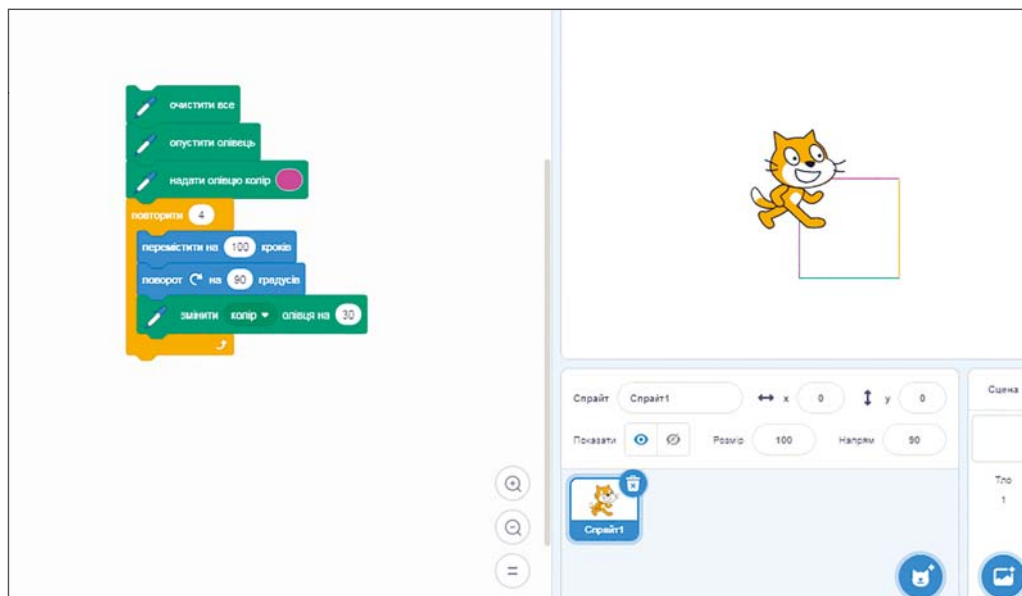 очистити все
опустити олівець
надати олівцю колір
повторити 4
перемістити на 100 кроків
поворот на 90 градусів
змінити колір олівця на 30
Спрайт Спрайт1 x 0 y 0
Показати Розмір 100 Напрям 90
Спрайт1
Сцена
Тло
1